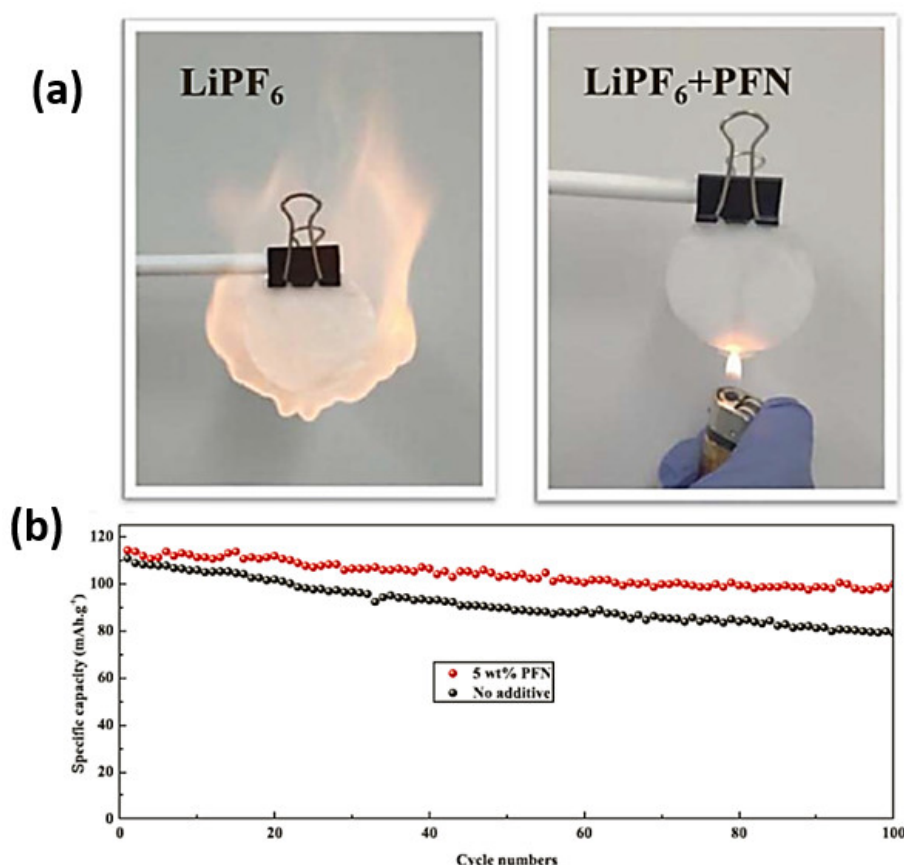 (a)
LiPF₆
LiPF₆+PFN
(b)
120
100
80
60
40
20
0
Specific capacity (mAh.g⁻¹)
5 wt% PFN
No additive
0
20
40
60
80
100
Cycle numbers